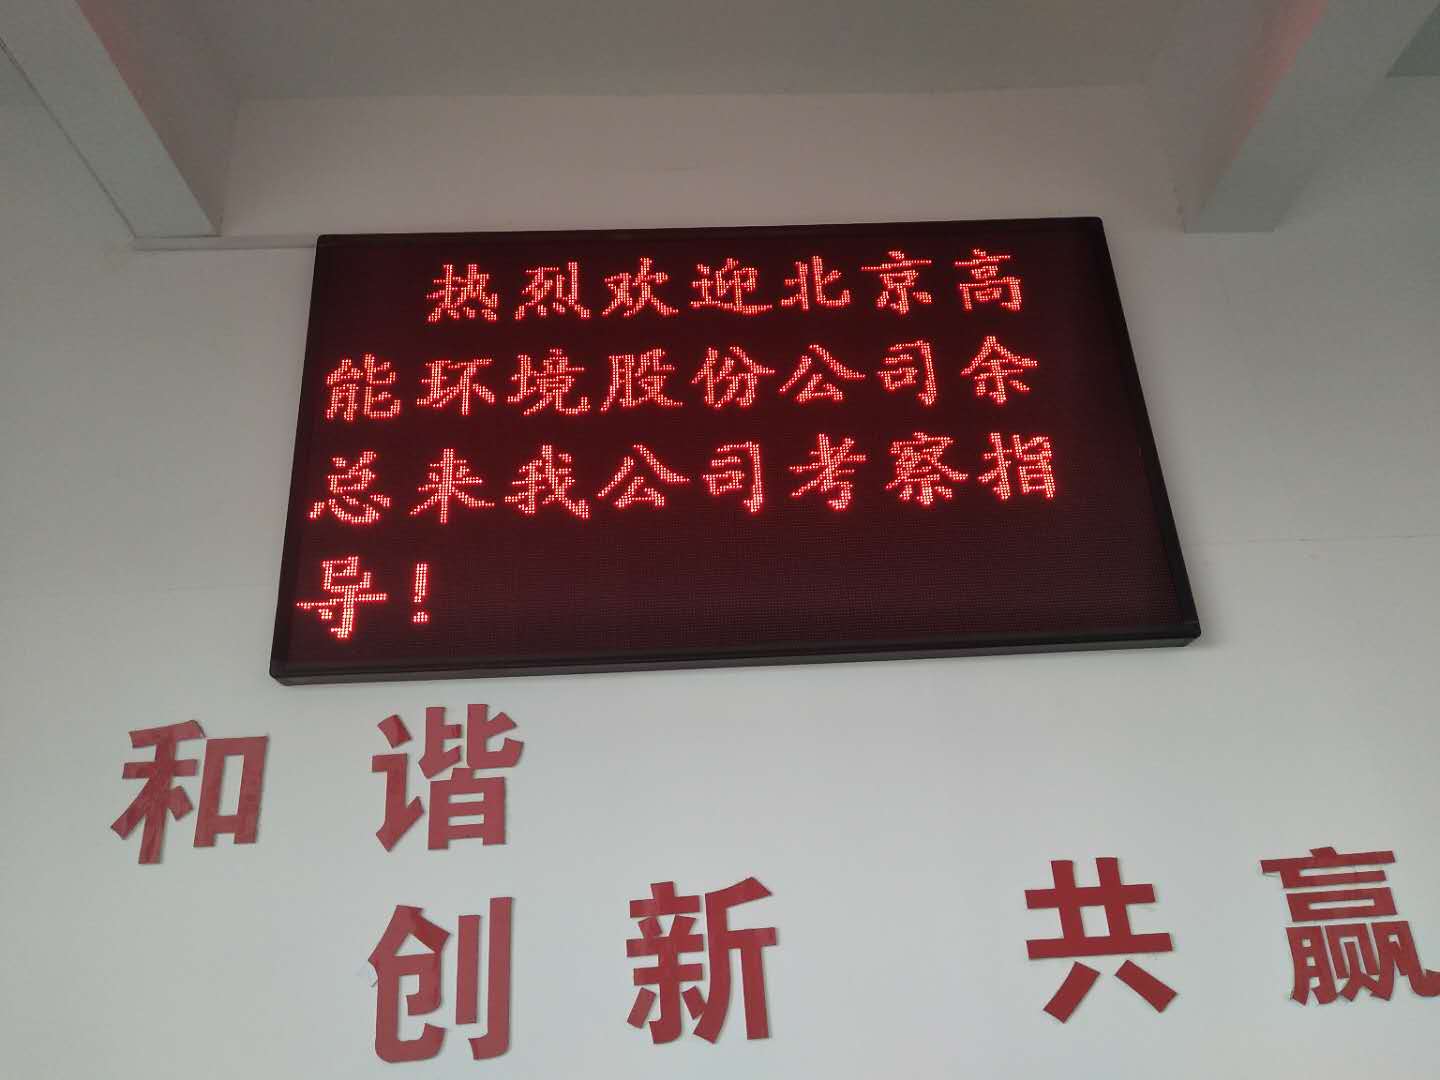 热烈欢迎北京高
能环境股份公司余
总来我公司考察指
导！
和谐
创新 共赢